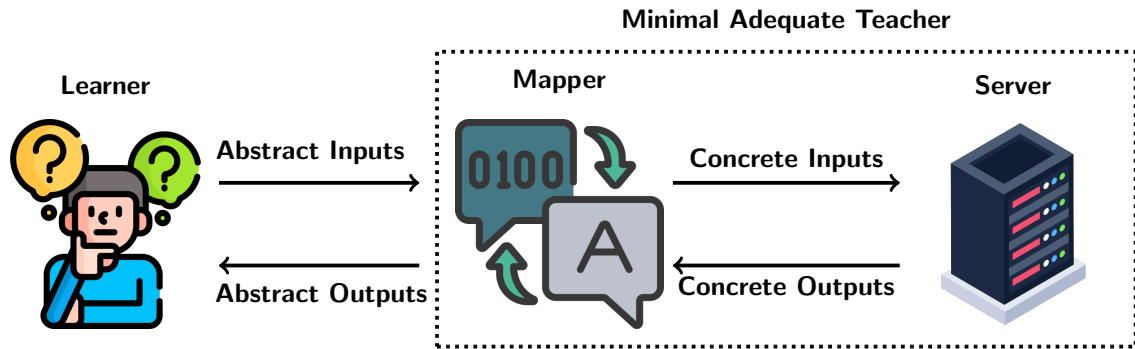 Minimal Adequate Teacher
Learner
Mapper
Server
Abstract Inputs
Concrete Inputs
? ?
0100
A
Abstract Outputs
Concrete Outputs